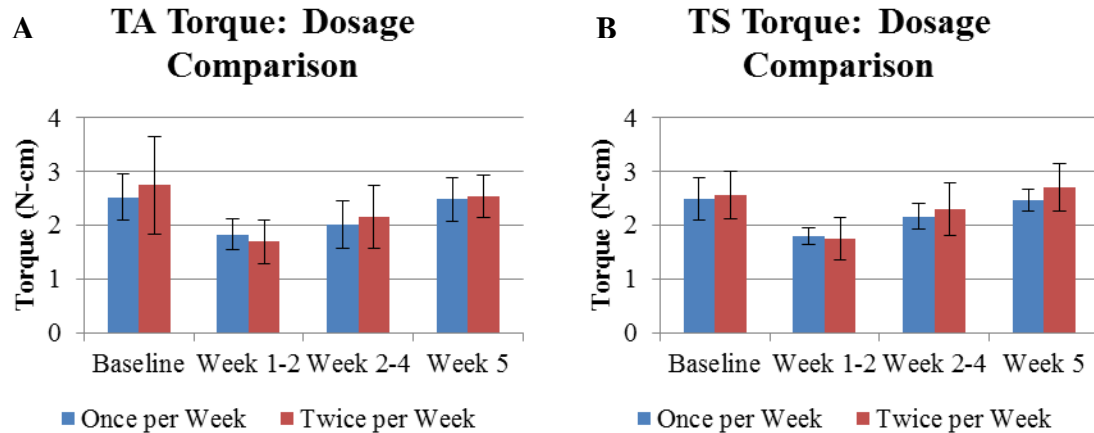 A
TA Torque: Dosage
Comparison
Torque (N-cm)
4
3
2
1
0
Baseline Week 1-2 Week 2-4 Week 5
Once per Week Twice per Week
B
TS Torque: Dosage
Comparison
Torque (N-cm)
4
3
2
1
0
Baseline Week 1-2 Week 2-4 Week 5
Once per Week Twice per Week